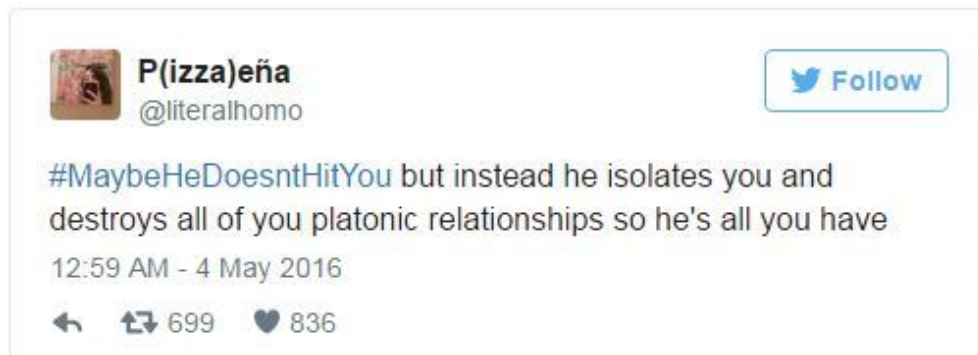 P(izza)eña
@literalhomo
Follow
#MaybeHeDoesntHitYou but instead he isolates you and
destroys all of you platonic relationships so he's all you have
12:59 AM - 4 May 2016
699 836